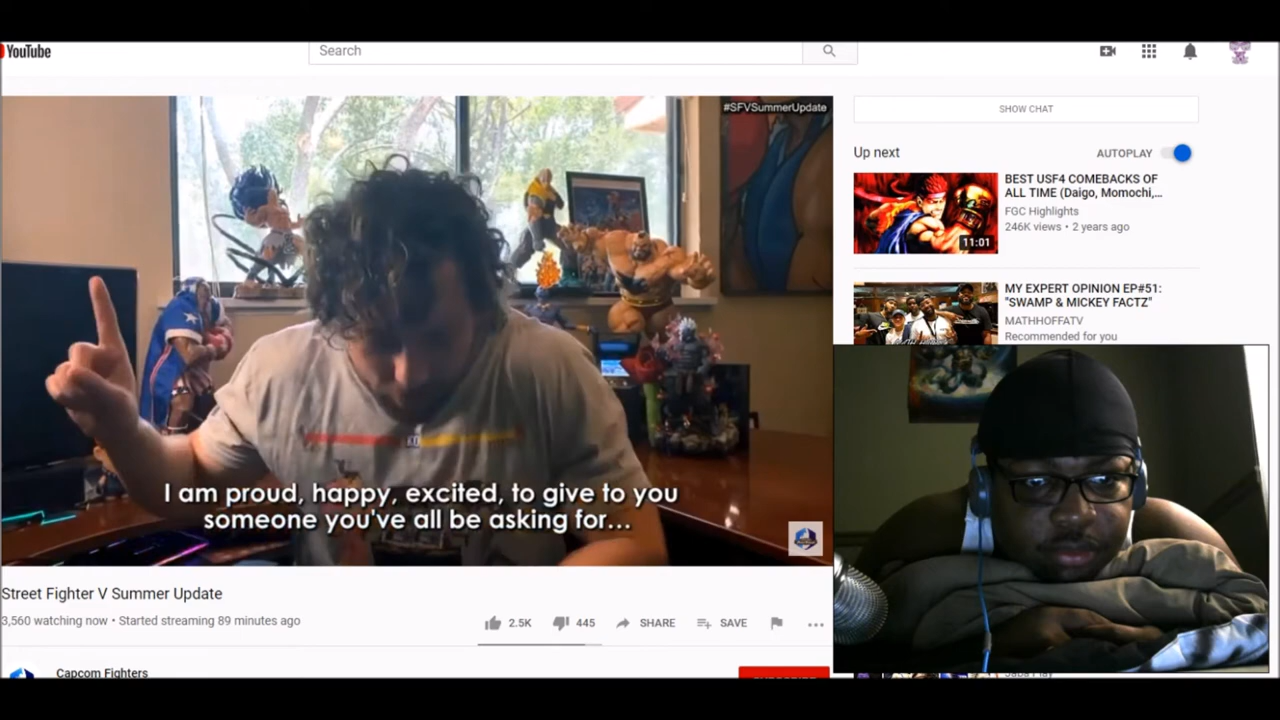 YouTube
Search
#SFVSummerUpdate
I am proud, happy, excited, to give to you
someone you've all be asking for...
Street Fighter V Summer Update
3,560 watching now • Started streaming 89 minutes ago
2.5K
445
SHARE
SAVE
Capcom Fighters
SHOW CHAT
Up next
AUTOPLAY
11:01
BEST USF4 COMEBACKS OF
ALL TIME (Daigo, Momochi,...
FGC Highlights
246K views • 2 years ago
MY EXPERT OPINION EP#51:
"SWAMP & MICKEY FACTZ"
MATHHOFFATV
Recommended for you